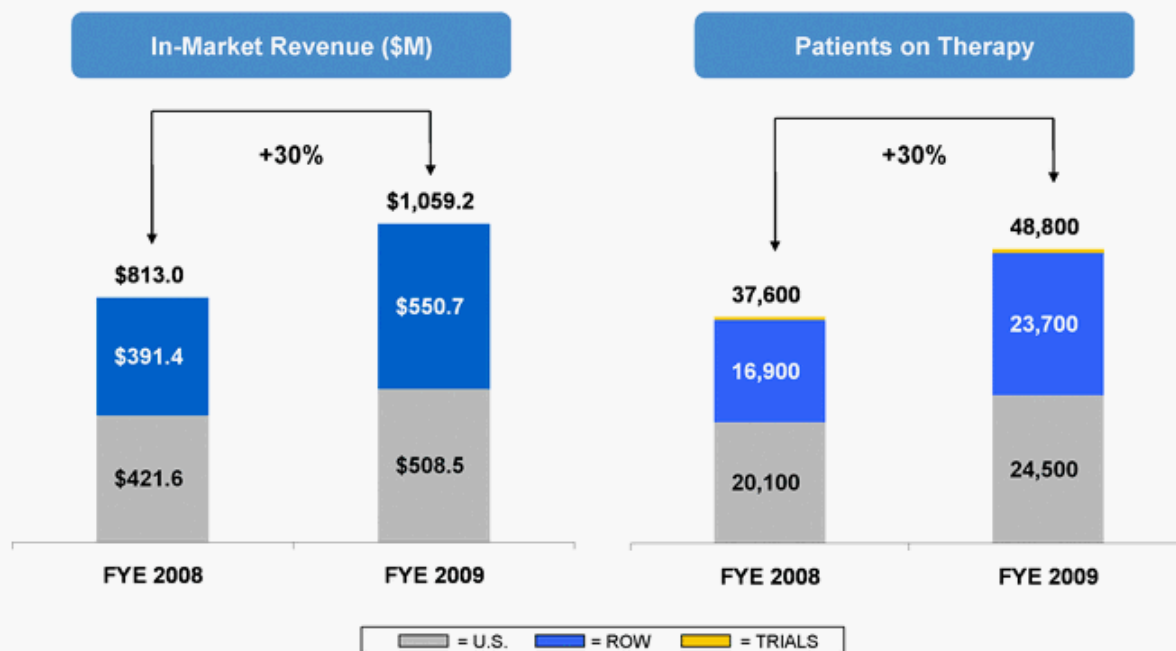 In-Market Revenue ($M)
Patients on Therapy
+30%
+30%
$1,059.2
$813.0
$550.7
$391.4
$508.5
$421.6
48,800
37,600
23,700
16,900
24,500
20,100
FYE 2008
FYE 2009
FYE 2008
FYE 2009
= U.S.
= ROW
= TRIALS